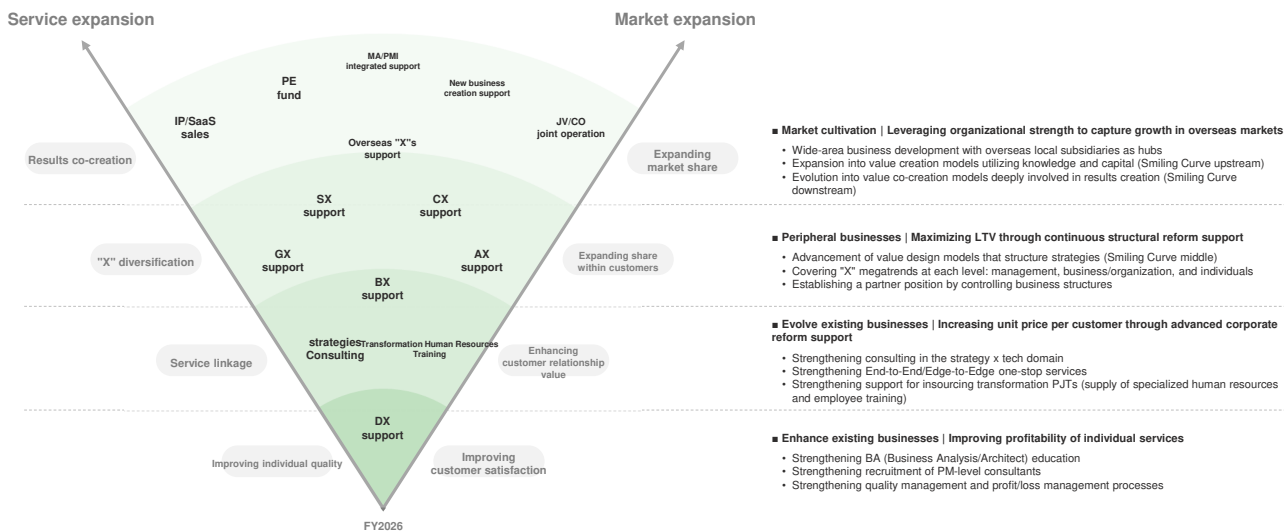 Service expansion
Market expansion
MA/PMI
integrated support
PE
fund
New business
creation support
IP/SaaS
sales
JV/CO
joint operation
Overseas "X"s
support
Results co-creation
Expanding
market share
SX
support
CX
support
GX
support
AX
support
"X" diversification
Expanding share
within customers
BX
support
strategies
Consulting
Transformation Human Resources
Training
Service linkage
Enhancing
customer relationship
value
DX
support
Improving individual quality
Improving
customer satisfaction
FY2026
■ Market cultivation | Leveraging organizational strength to capture growth in overseas markets
• Wide-area business development with overseas local subsidiaries as hubs
• Expansion into value creation models utilizing knowledge and capital (Smiling Curve upstream)
• Evolution into value co-creation models deeply involved in results creation (Smiling Curve
downstream)
■ Peripheral businesses | Maximizing LTV through continuous structural reform support
• Advancement of value design models that structure strategies (Smiling Curve middle)
• Covering "X" megatrends at each level: management, business/organization, and individuals
• Establishing a partner position by controlling business structures
■ Evolve existing businesses | Increasing unit price per customer through advanced corporate
reform support
• Strengthening consulting in the strategy x tech domain
• Strengthening End-to-End/Edge-to-Edge one-stop services
• Strengthening support for insourcing transformation PJTs (supply of specialized human resources
and employee training)
■ Enhance existing businesses | Improving profitability of individual services
• Strengthening BA (Business Analysis/Architect) education
• Strengthening recruitment of PM-level consultants
• Strengthening quality management and profit/loss management processes